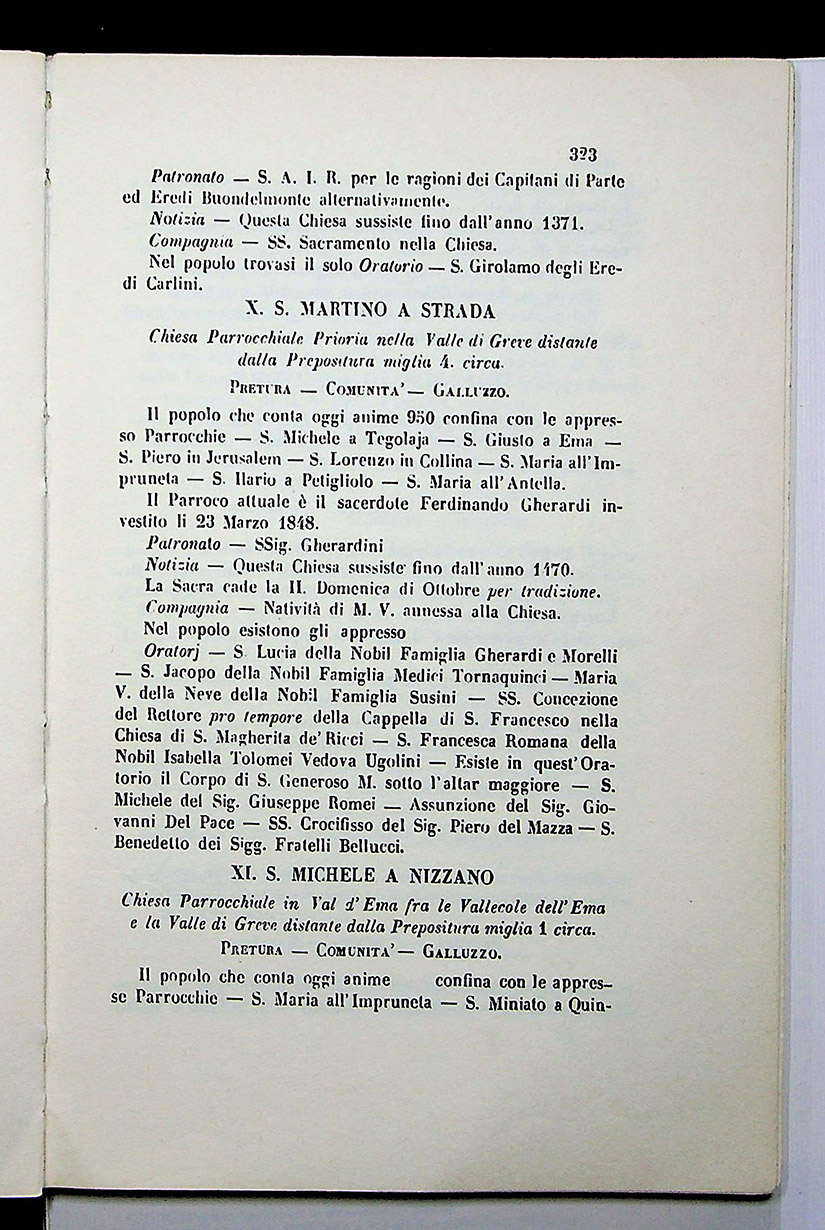 323
Patronato — S. A. I. R. per le ragioni dei Capitani di Parte
ed Eredi Buondelmonte alternativamente.
Notizia — Questa Chiesa sussiste fino dall'anno 1371.
Compagnia — SS. Sacramento nella Chiesa.
Nel popolo trovasi il solo Oratorio — S. Girolamo degli Ere-
di Carlini.
X. S. MARTINO A STRADA
Chiesa Parrocchiale Prioria nella Valle di Greve distante
dalla Prepositura miglia 4. circa.
PRETURA — COMUNITA' — GALLUZZO.
Il popolo che conta oggi anime 950 confina con le appres-
so Parrocchie — S. Michele a Tegolaja — S. Giusto a Ema —
S. Piero in Jerusalem — S. Lorenzo in Collina — S. Maria all'Im-
pruneta — S. Ilario a Petigliolo — S. Maria all'Antella.
Il Parroco attuale è il sacerdote Ferdinando Gherardi in-
vestito li 23 Marzo 1848.
Patronato — SSig. Gherardini
Notizia — Questa Chiesa sussiste fino dall'anno 1470.
La Sacra cade la II. Domenica di Ottobre per tradizione.
Compagnia — Natività di M. V. annessa alla Chiesa.
Nel popolo esistono gli appresso
Oratorj — S. Lucia della Nobil Famiglia Gherardi e Morelli
— S. Jacopo della Nobil Famiglia Medici Tornaquinci — Maria
V. della Neve della Nobil Famiglia Susini — SS. Concezione
del Rettore pro tempore della Cappella di S. Francesco nella
Chiesa di S. Magherita de' Ricci — S. Francesca Romana della
Nobil Isabella Tolomei Vedova Ugolini — Esiste in quest'Ora-
torio il Corpo di S. Generoso M. sotto l'altar maggiore — S.
Michele del Sig. Giuseppe Romei — Assunzione del Sig. Gio-
vanni Del Pace — SS. Crocifisso del Sig. Piero del Mazza — S.
Benedetto dei Sigg. Fratelli Bellucci.
XI. S. MICHELE A NIZZANO
Chiesa Parrocchiale in Val d'Ema fra le Vallecole dell'Ema
e la Valle di Greve distante dalla Prepositura miglia 1 circa.
PRETURA — COMUNITA' — GALLUZZO.
Il popolo che conta oggi anime confina con le appres-
se Parrocchie — S. Maria all'Impruneta — S. Miniato a Quin-